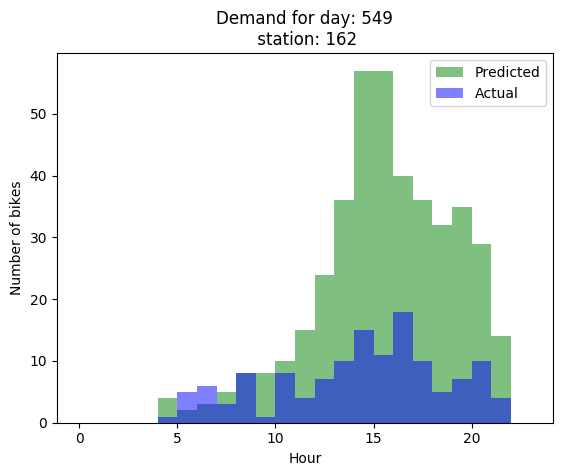 Demand for day: 549
station: 162
Predicted
Actual
Number of bikes
50
40
30
20
10
0
0 5 10 15 20
Hour